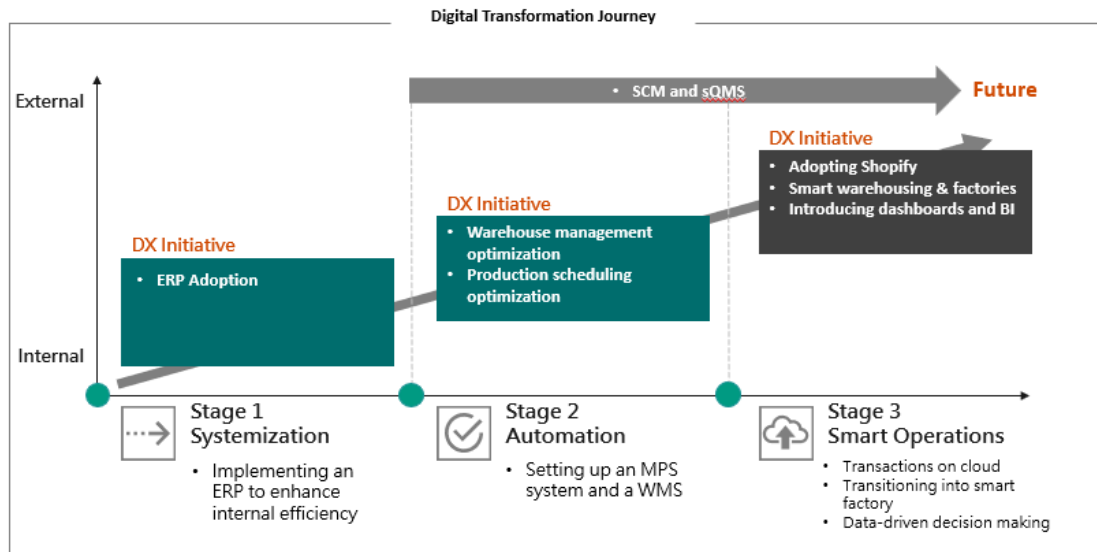 Digital Transformation Journey
External
• SCM and sQMS
Future
DX Initiative
• Adopting Shopify
• Smart warehousing & factories
• Introducing dashboards and BI
DX Initiative
• Warehouse management
optimization
• Production scheduling
optimization
DX Initiative
• ERP Adoption
Internal
Stage 1
Systemization
• Implementing an
ERP to enhance
internal efficiency
Stage 2
Automation
• Setting up an MPS
system and a WMS
Stage 3
Smart Operations
• Transactions on cloud
• Transitioning into smart
factory
• Data-driven decision making